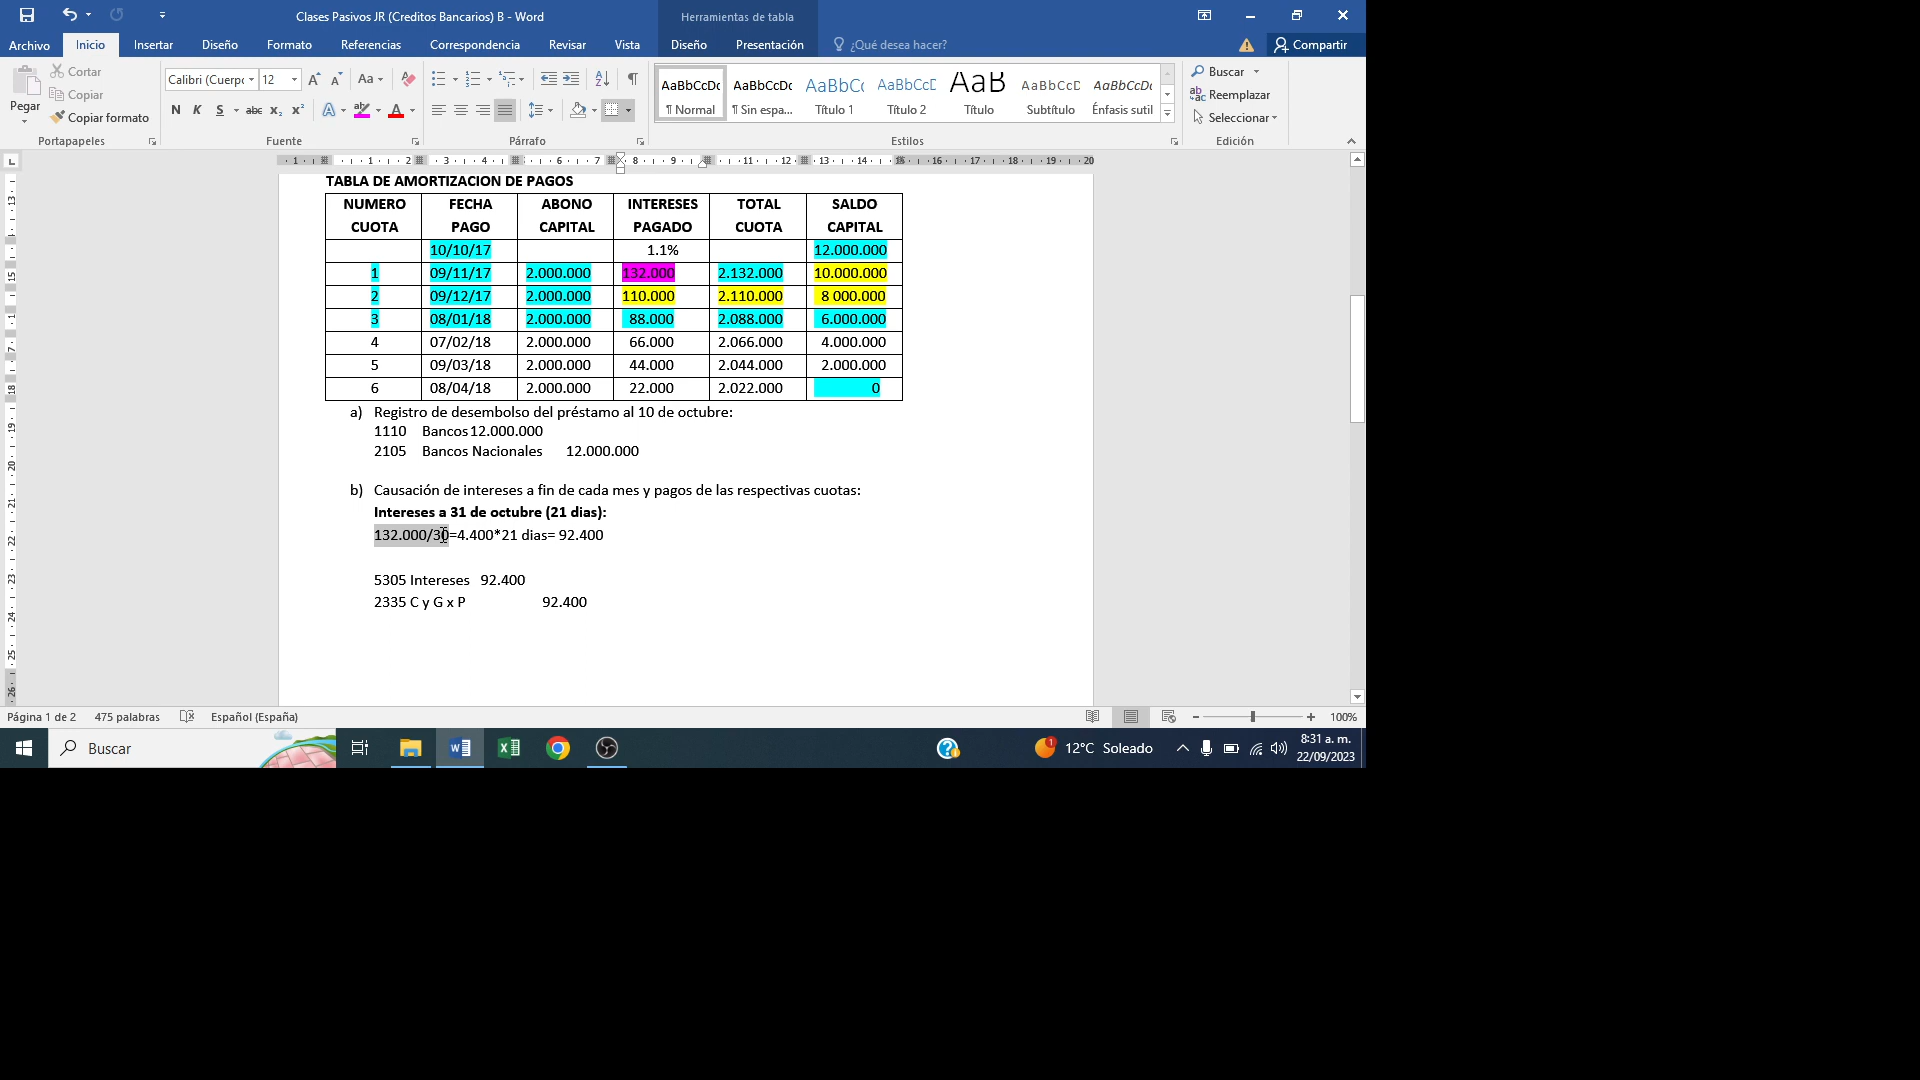 Clases Pasivos JR (Creditos Bancarios) B - Word
Herramientas de tabla
Archivo Inicio Insertar Diseño Formato Referencias Correspondencia Revisar Vista Diseño Presentación ¿Qué desea hacer? Compartir
Pegar
Cortar
Copiar
Copiar formato
Portapapeles
Calibri (Cuerpo 12
Aa
N K S abc x₂ x²
Fuente
Párrafo
AaBbCcDc AaBbCcDc AaBbCc AaBbCcD AaB AaBbCcD AaBbCcDc
¶ Normal ¶ Sin espa... Título 1 Título 2 Título Subtítulo Énfasis sutil
Estilos
Buscar
Reemplazar
Seleccionar
Edición
TABLA DE AMORTIZACION DE PAGOS
NUMERO CUOTA FECHA PAGO ABONO CAPITAL INTERESES PAGADO TOTAL CUOTA SALDO CAPITAL
10/10/17 1.1% 12.000.000
1 09/11/17 2.000.000 132.000 2.132.000 10.000.000
2 09/12/17 2.000.000 110.000 2.110.000 8 000.000
3 08/01/18 2.000.000 88.000 2.088.000 6.000.000
4 07/02/18 2.000.000 66.000 2.066.000 4.000.000
5 09/03/18 2.000.000 44.000 2.044.000 2.000.000
6 08/04/18 2.000.000 22.000 2.022.000 0
a) Registro de desembolso del préstamo al 10 de octubre:
1110 Bancos 12.000.000
2105 Bancos Nacionales 12.000.000
b) Causación de intereses a fin de cada mes y pagos de las respectivas cuotas:
Intereses a 31 de octubre (21 dias):
132.000/30=4.400*21 dias= 92.400
5305 Intereses 92.400
2335 C y G x P 92.400
Página 1 de 2 475 palabras Español (España) 100%
Buscar
12°C Soleado
8:31 a. m.
22/09/2023